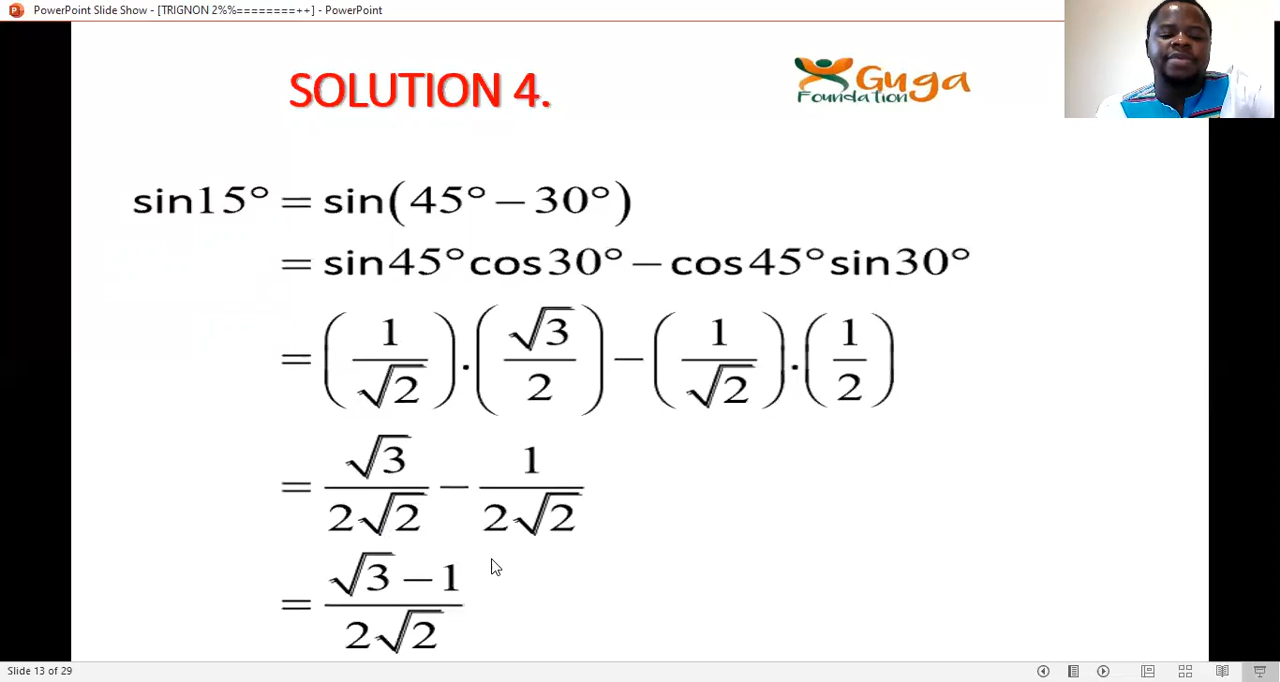 PowerPoint Slide Show - [TRIGNON 2%%========++] - PowerPoint
SOLUTION 4.
Guga
Foundation
sin15° = sin(45° − 30°)
= sin45°cos30° − cos45°sin30°
= (1/√2).(√3/2) − (1/√2).(1/2)
= √3/2√2 − 1/2√2
= √3 − 1/2√2
Slide 13 of 29